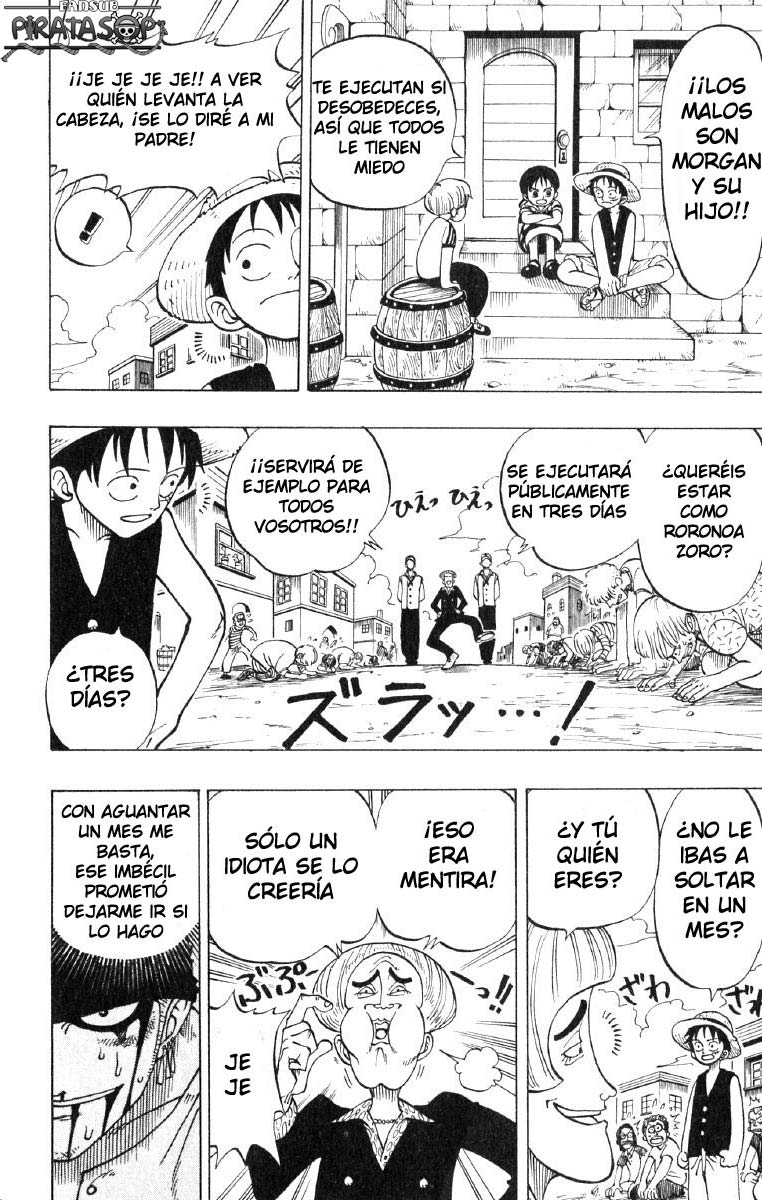 FANSUB
PIRATASOP
¡¡LOS
MALOS
SON
MORGAN
Y SU
HIJO!!
TE EJECUTAN SI
DESOBEDECES,
ASÍ QUE TODOS
LE TIENEN
MIEDO
¡¡JE JE JE JE!! A VER
QUIÉN LEVANTA LA
CABEZA, ¡SE LO DIRÉ A MI
PADRE!
!
¿QUERÉIS
ESTAR
COMO
RORONOA
ZORO?
SE EJECUTARÁ
PÚBLICAMENTE
EN TRES DÍAS
ひえっ ひえっ
¡¡SERVIRÁ DE
EJEMPLO PARA
TODOS
VOSOTROS!!
ズラッ…!
¿TRES
DÍAS?
¿NO LE
IBAS A
SOLTAR
EN UN
MES?
¿Y TÚ
QUIÉN
ERES?
ざわ
ざわ
¡ESO
ERA
MENTIRA!
SÓLO UN
IDIOTA SE LO
CREERÍA
ぶぷーっ!!
JE
JE
CON AGUANTAR
UN MES ME
BASTA,
ESE IMBÉCIL
PROMETIÓ
DEJARME IR SI
LO HAGO